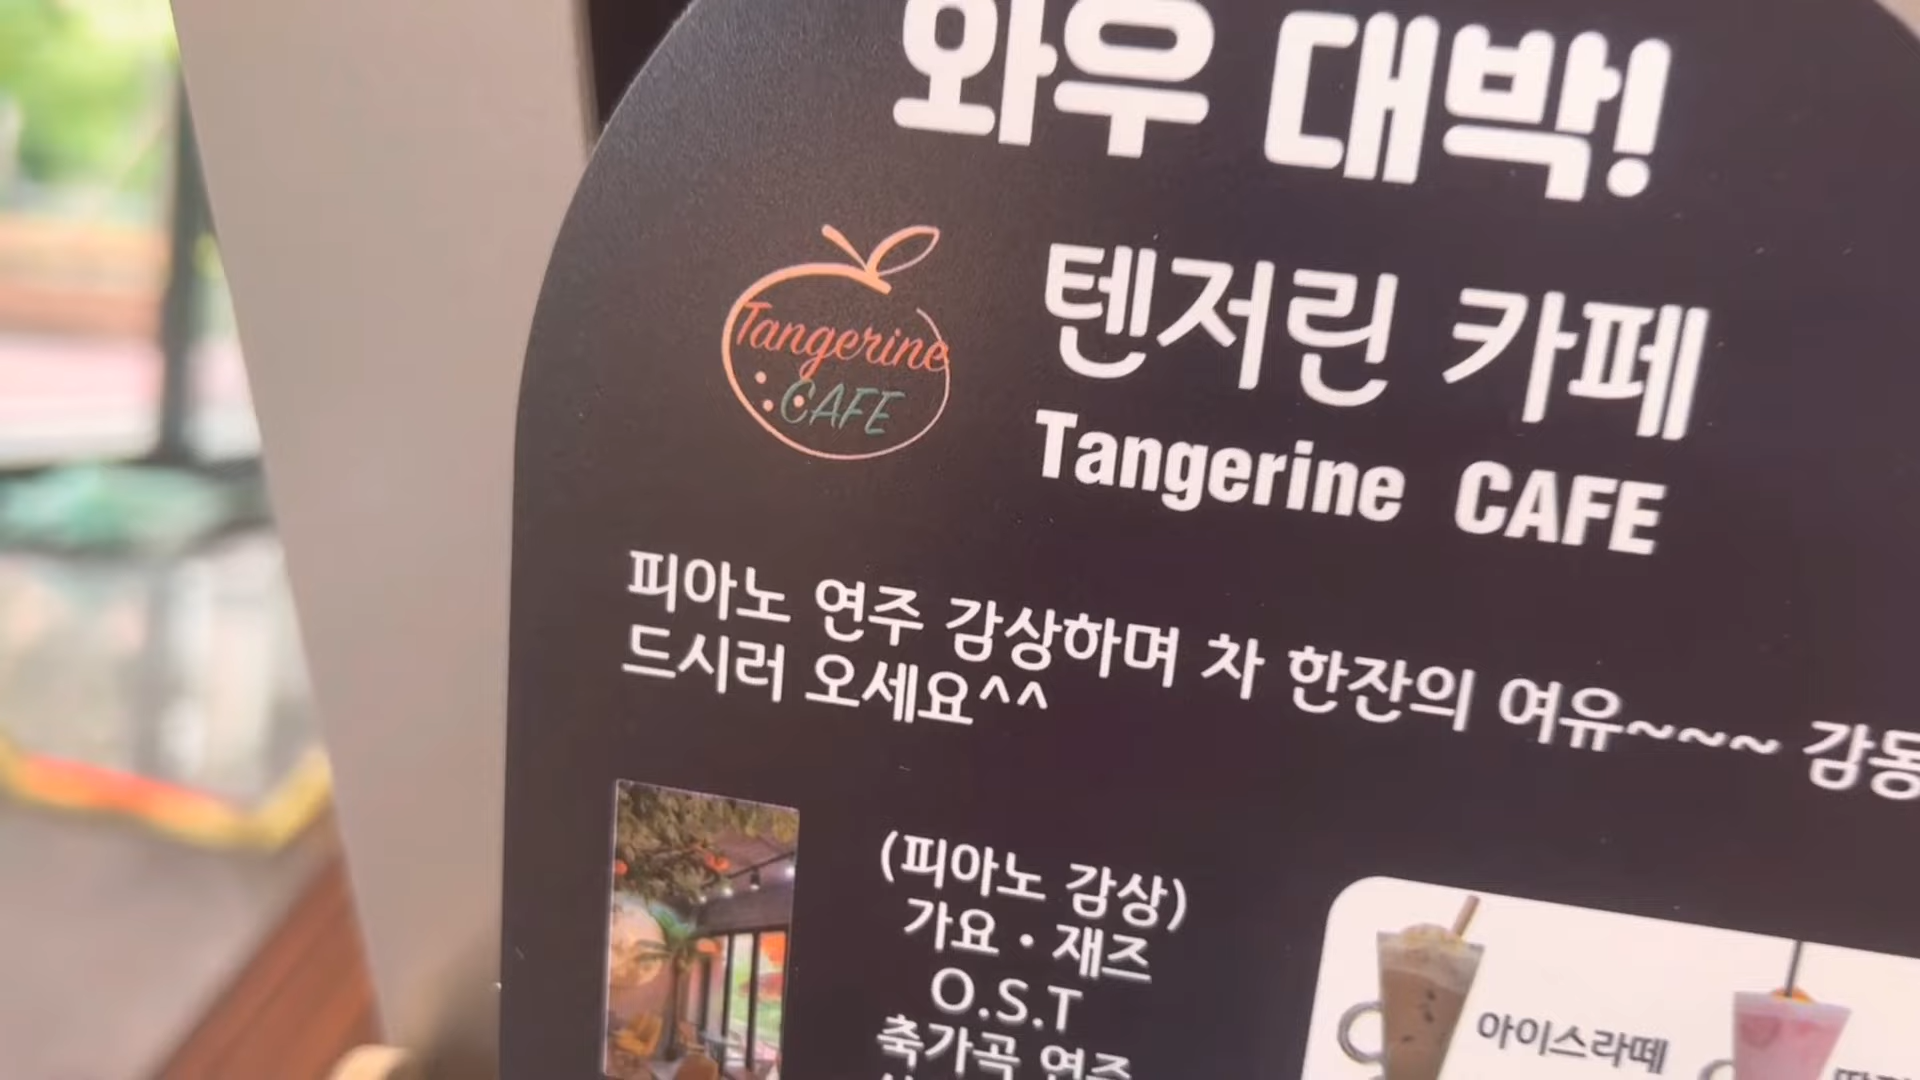 와우 대박!
Tangerine
CAFE
텐저린 카페
Tangerine CAFE
피아노 연주 감상하며 차 한잔의 여유~~~ 감동
드시러 오세요^^
(피아노 감상)
가요 · 재즈
O.S.T
축가곡 연주
아이스라떼